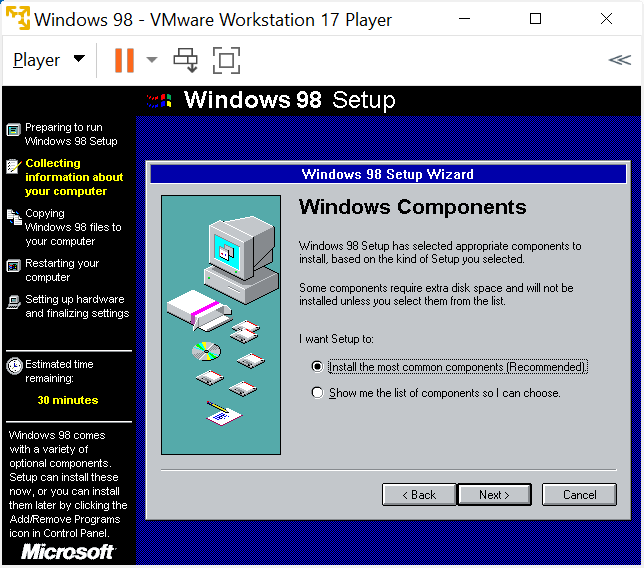 Windows 98 - VMware Workstation 17 Player
Player
Windows 98 Setup
Preparing to run
Windows 98 Setup
Collecting
information about
your computer
Copying
Windows 98 files to
your computer
Restarting your
computer
Setting up hardware
and finalizing settings
Estimated time
remaining:
30 minutes
Windows 98 comes
with a variety of
optional components.
Setup can install these
now, or you can install
them later by clicking the
Add/Remove Programs
icon in Control Panel.
Microsoft
Windows 98 Setup Wizard
Windows Components
Windows 98 Setup has selected appropriate components to
install, based on the kind of Setup you selected.
Some components require extra disk space and will not be
installed unless you select them from the list.
I want Setup to:
Install the most common components (Recommended).
Show me the list of components so I can choose.
< Back
Next >
Cancel